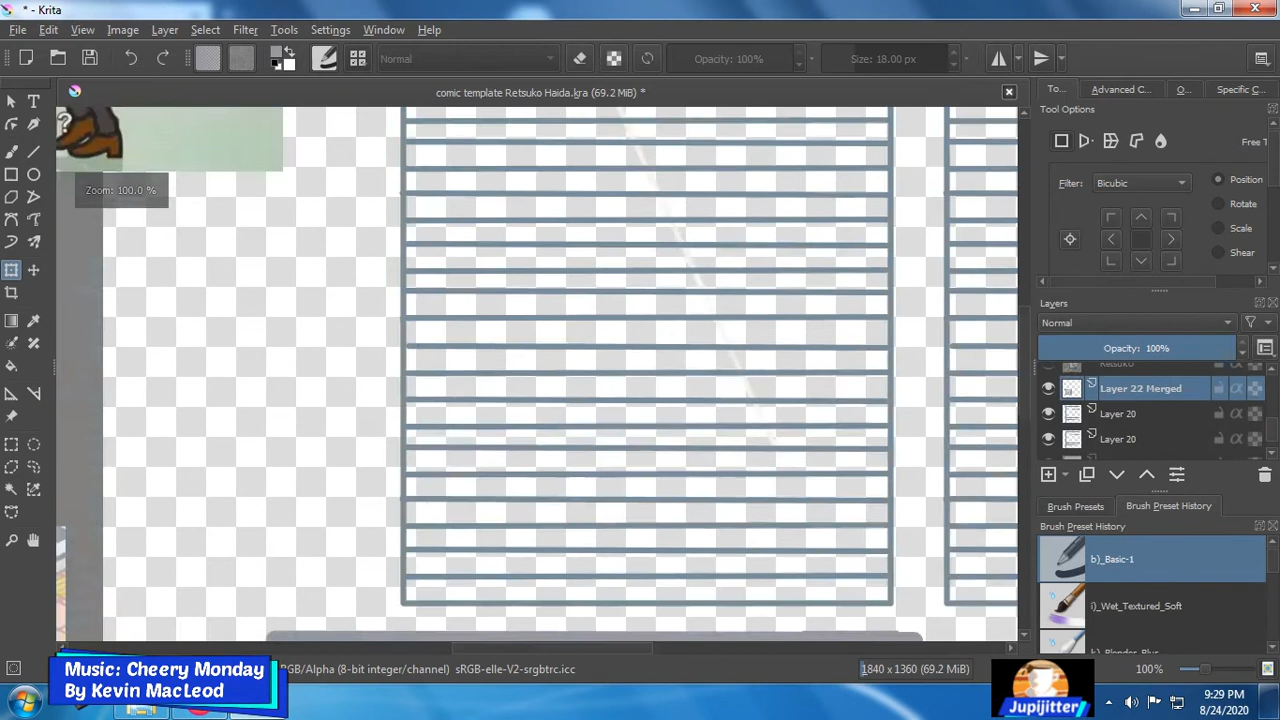 * - Krita
File Edit View Image Layer Select Filter Tools Settings Window Help
Normal Opacity: 100% Size: 18.00 px
comic template Retsuko Haida.kra (69.2 MiB) *
To... Advanced C... O... Specific C...
Tool Options
Free T
Filter: Bicubic Position
Rotate
Scale
Shear
?
Zoom: 100.0 %
Layers
Normal
Opacity: 100%
Retsuko
Layer 22 Merged
Layer 20
Layer 20
Brush Presets Brush Preset History
Brush Preset History
b)_Basic-1
i)_Wet_Textured_Soft
b)_Blender_Blur
RGB/Alpha (8-bit integer/channel) sRGB-elle-V2-srgbtrc.icc 1840 x 1360 (69.2 MiB) 100%
Music: Cheery Monday
By Kevin MacLeod
Jupijitter
9:29 PM
8/24/2020